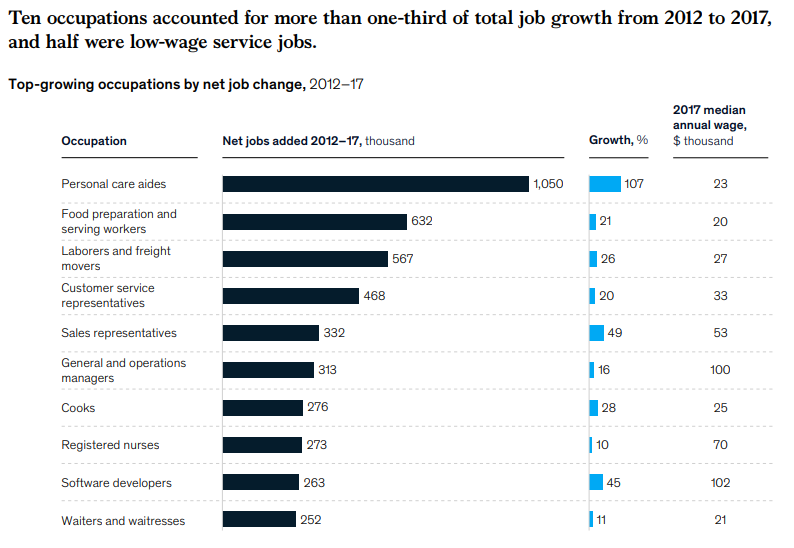 Ten occupations accounted for more than one-third of total job growth from 2012 to 2017,
and half were low-wage service jobs.
Top-growing occupations by net job change, 2012–17
Occupation
Net jobs added 2012–17, thousand
Growth, %
2017 median
annual wage,
$ thousand
Personal care aides 1,050 107 23
Food preparation and
serving workers
632 21 20
Laborers and freight
movers
567 26 27
Customer service
representatives
468 20 33
Sales representatives 332 49 53
General and operations
managers
313 16 100
Cooks 276 28 25
Registered nurses 273 10 70
Software developers 263 45 102
Waiters and waitresses 252 11 21